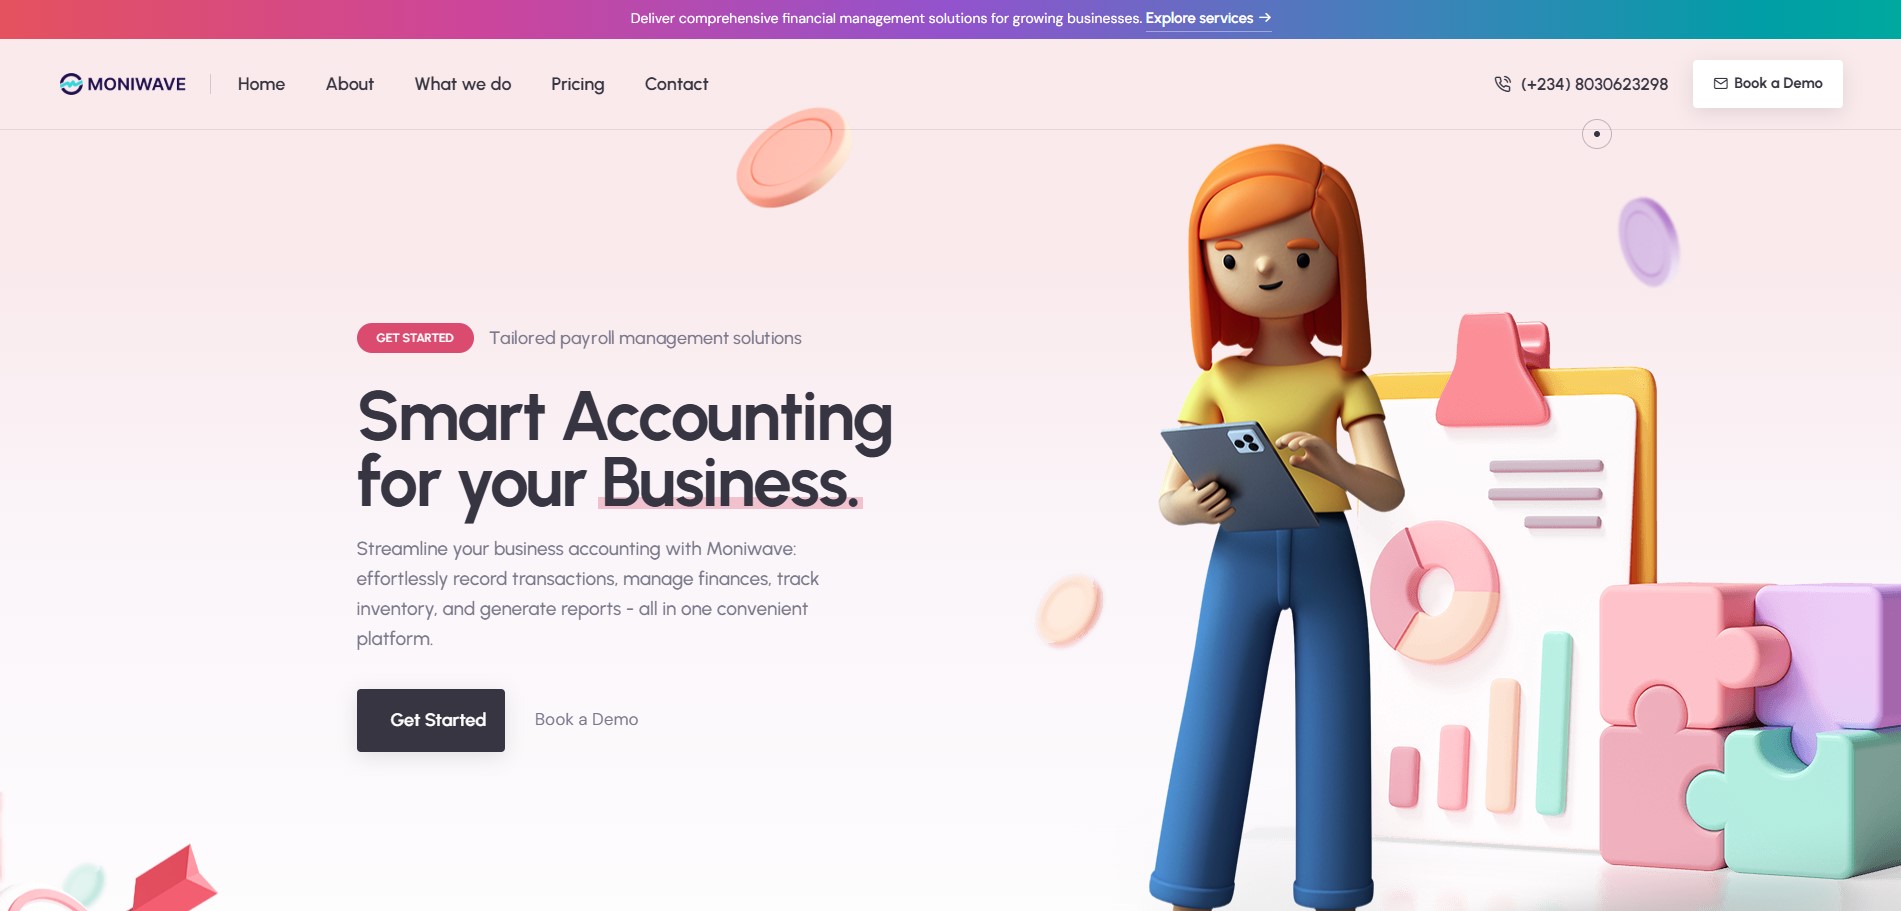 Deliver comprehensive financial management solutions for growing businesses. Explore services →
MONIWAVE
Home
About
What we do
Pricing
Contact
(+234) 8030623298
Book a Demo
GET STARTED
Tailored payroll management solutions
Smart Accounting
for your Business.
Streamline your business accounting with Moniwave:
effortlessly record transactions, manage finances, track
inventory, and generate reports - all in one convenient
platform.
Get Started
Book a Demo